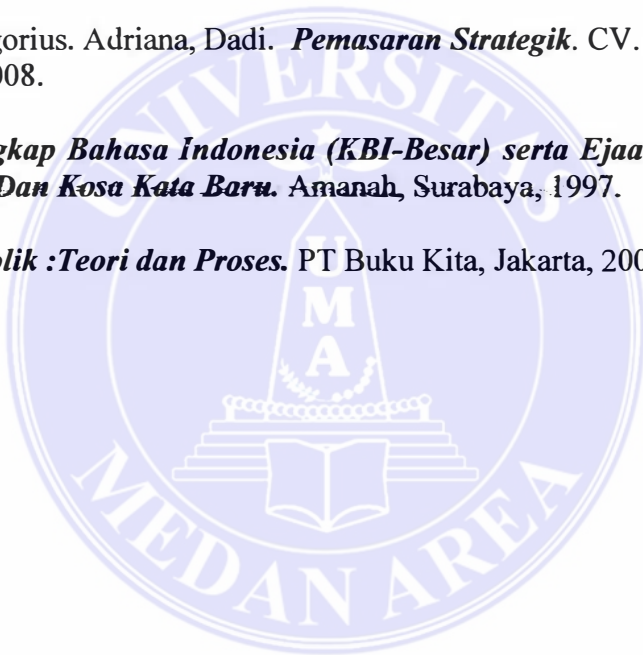 gorius. Adriana, Dadi. Pemasaran Strategik. CV.
008.
gkap Bahasa Indonesia (KBI-Besar) serta Ejaa
Dan Kosa Kata Baru. Amanah, Surabaya, 1997.
blik :Teori dan Proses. PT Buku Kita, Jakarta, 200
UNIVERSITAS
U
M
A
MEDAN AREA